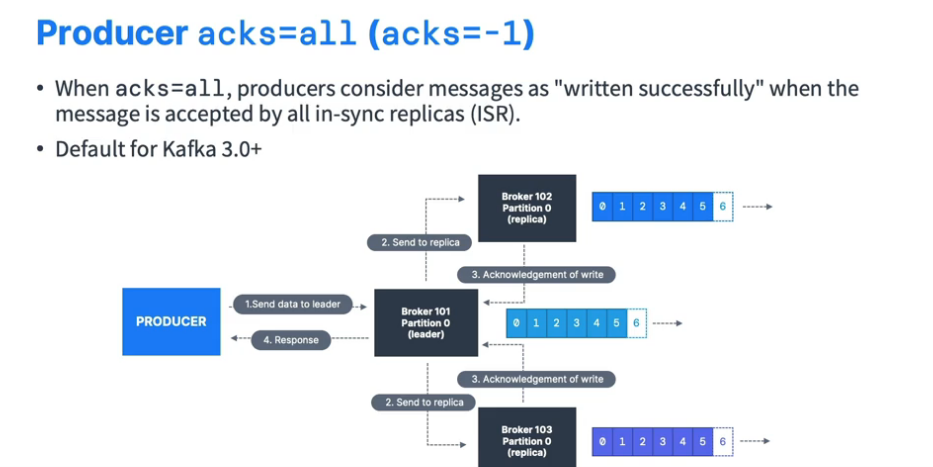 Producer acks=all (acks=-1)
• When acks=all, producers consider messages as "written successfully" when the
message is accepted by all in-sync replicas (ISR).
• Default for Kafka 3.0+
Broker 102
Partition 0
(replica)
0 1 2 3 4 5 6
2. Send to replica
3. Acknowledgement of write
PRODUCER
1.Send data to leader
4. Response
Broker 101
Partition 0
(leader)
0 1 2 3 4 5 6
3. Acknowledgement of write
2. Send to replica
Broker 103
Partition 0
(replica)
0 1 2 3 4 5 6